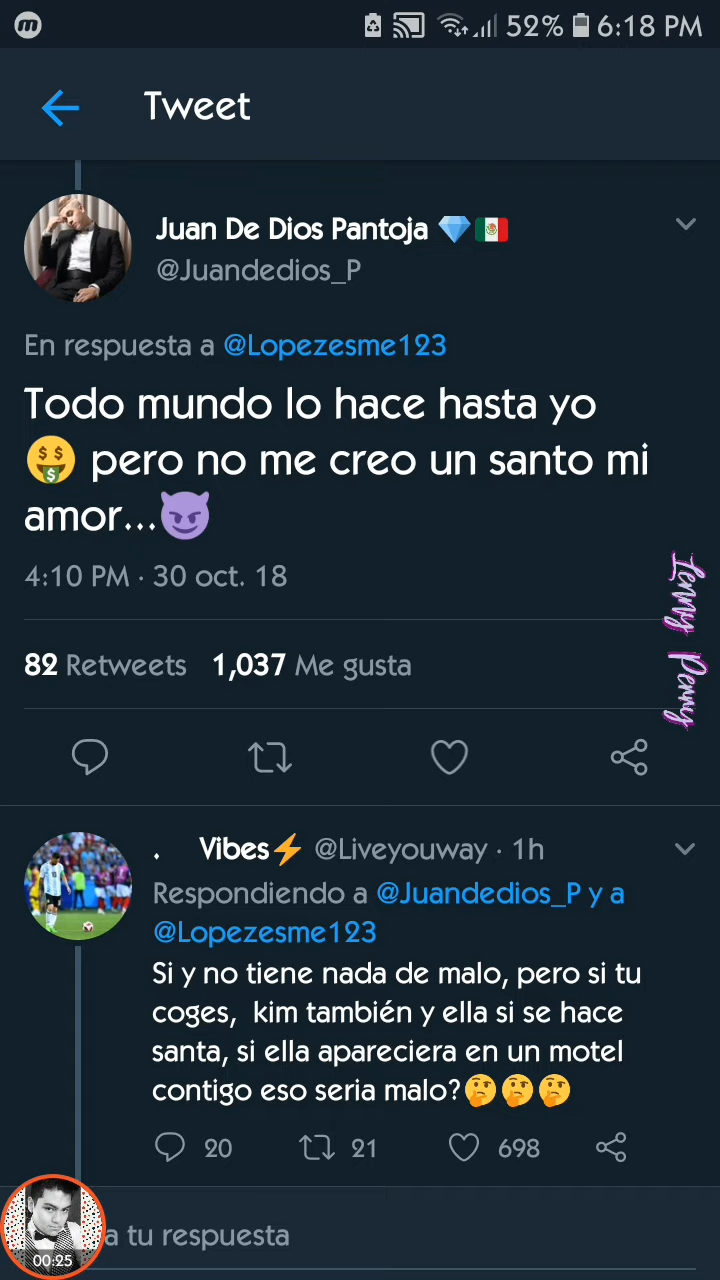 m 52% 6:18 PM
Tweet
Juan De Dios Pantoja 💎🇲🇽
@Juandedios_P
En respuesta a @Lopezesme123
Todo mundo lo hace hasta yo
🤑 pero no me creo un santo mi
amor...😈
4:10 PM · 30 oct. 18
Lenny Penny
82 Retweets 1,037 Me gusta
. Vibes⚡ @Liveyouway · 1h
Respondiendo a @Juandedios_P y a
@Lopezesme123
Si y no tiene nada de malo, pero si tu
coges, kim también y ella si se hace
santa, si ella apareciera en un motel
contigo eso seria malo?🤔🤔🤔
20 21 698
a tu respuesta
00:25